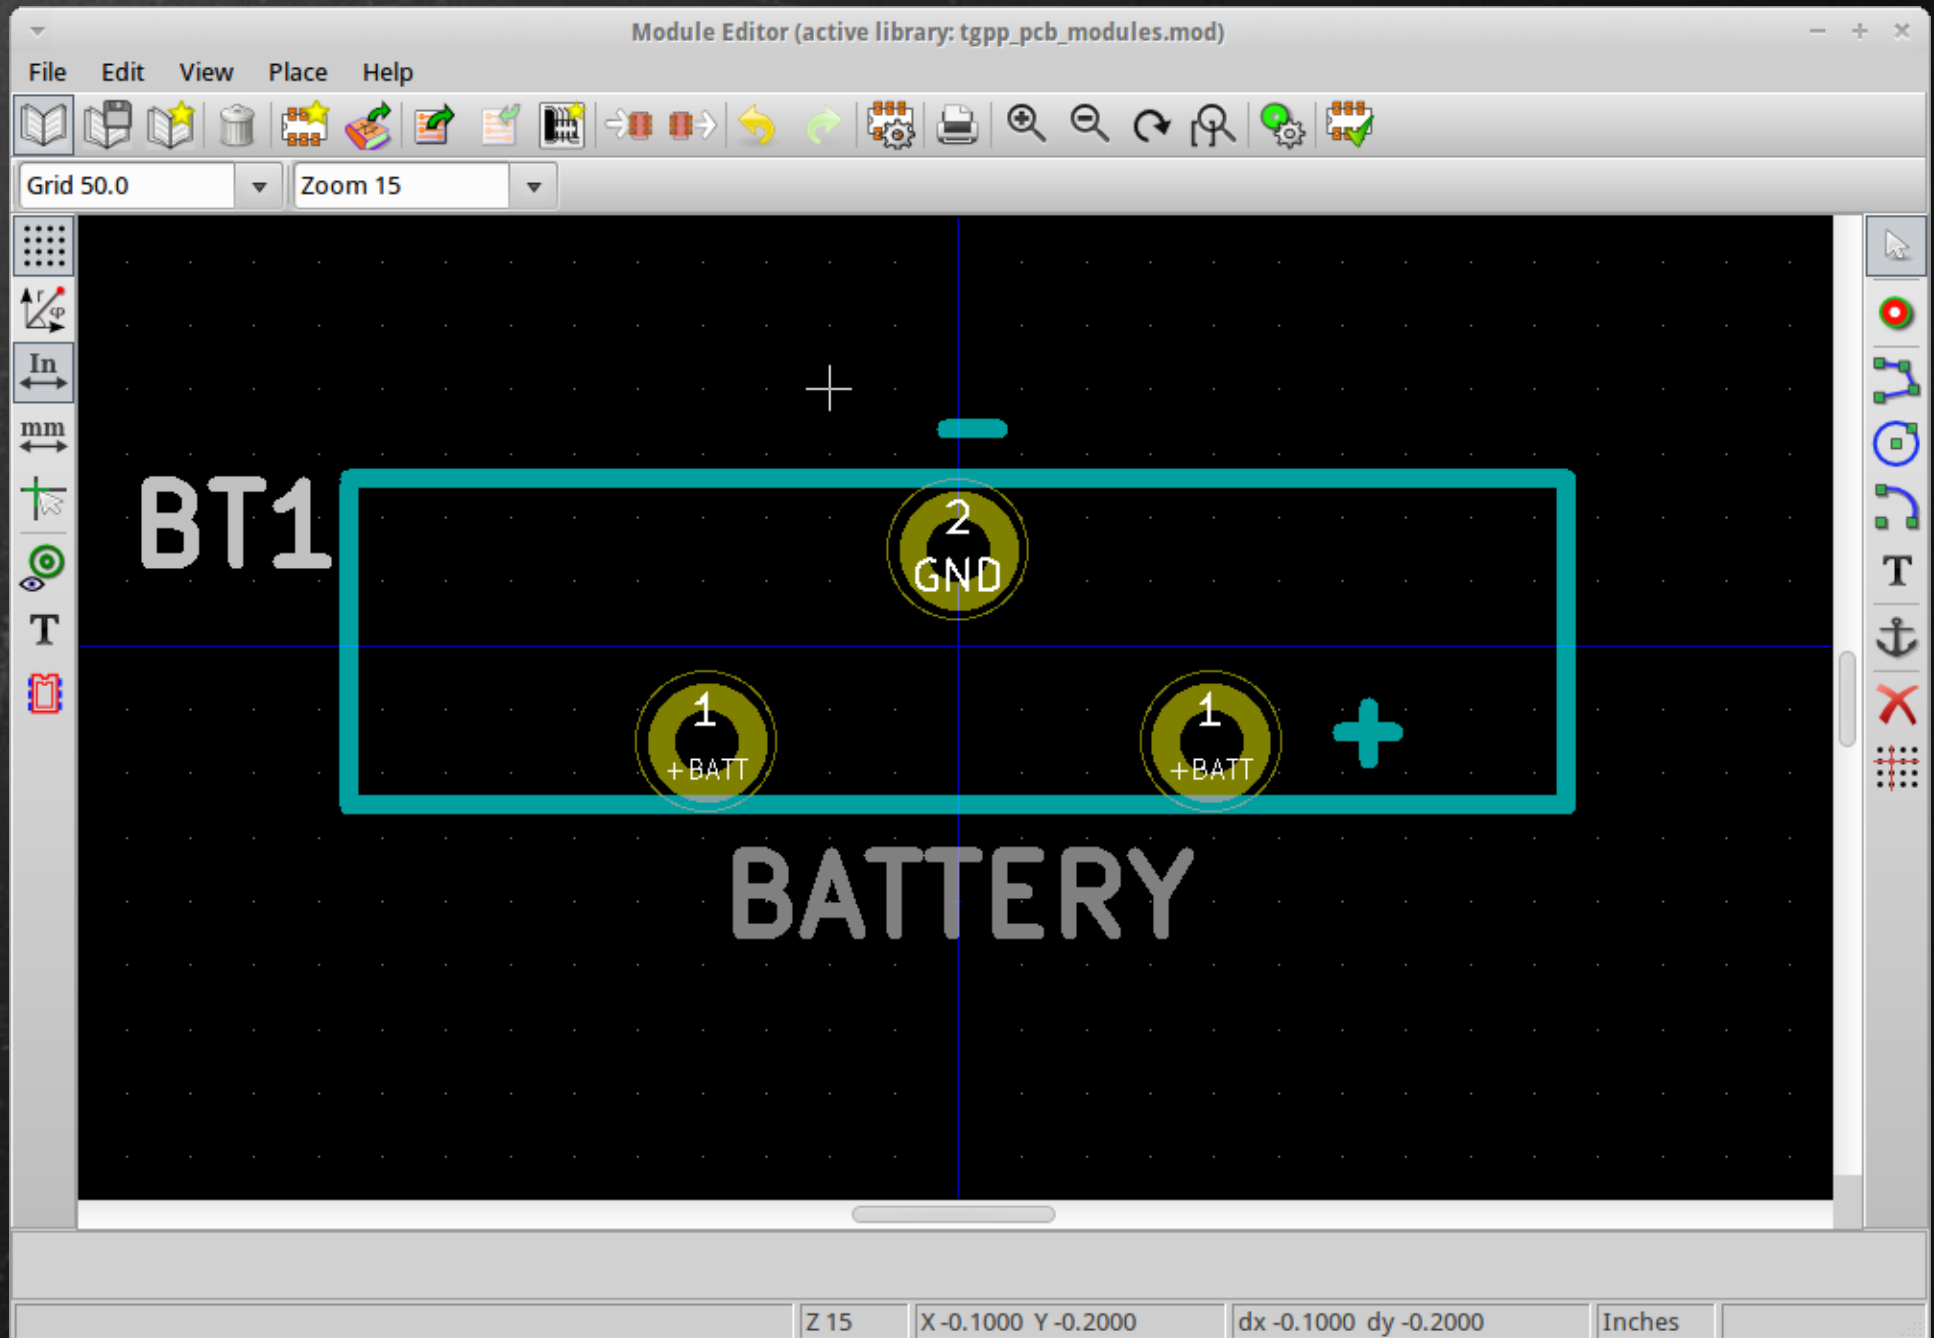 Module Editor (active library: tgpp_pcb_modules.mod)
File Edit View Place Help
Grid 50.0 Zoom 15
In
mm
T
T
r
φ
BT1
2
GND
1
+BATT
1
+BATT
BATTERY
Z 15 X -0.1000 Y -0.2000 dx -0.1000 dy -0.2000 Inches